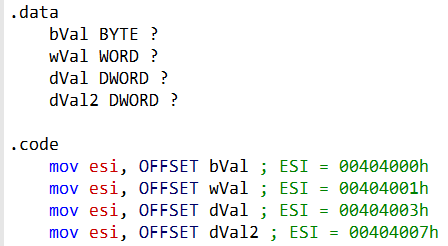 .data
    bVal BYTE ?
    wVal WORD ?
    dVal DWORD ?
    dVal2 DWORD ?

.code
    mov esi, OFFSET bVal ; ESI = 00404000h
    mov esi, OFFSET wVal ; ESI = 00404001h
    mov esi, OFFSET dVal ; ESI = 00404003h
    mov esi, OFFSET dVal2 ; ESI = 00404007h